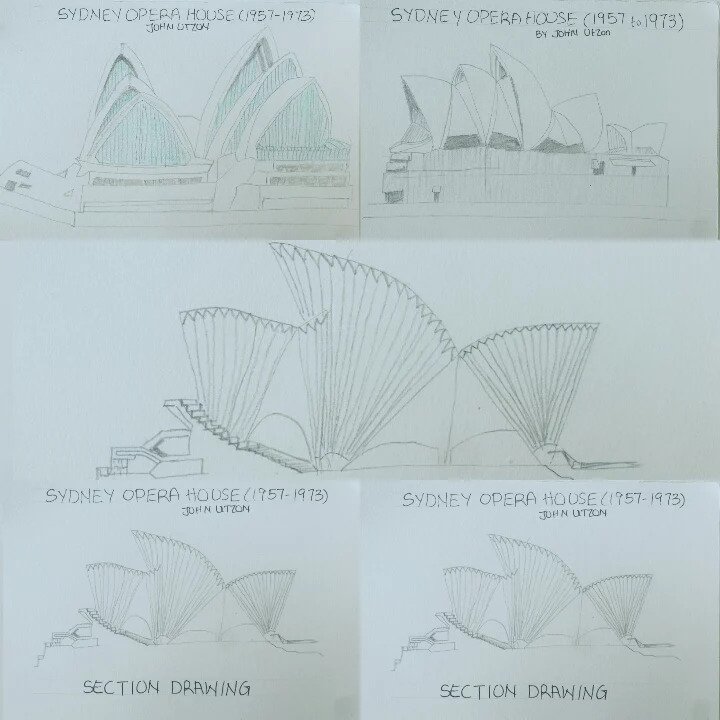 SYDNEY OPERA HOUSE (1957-1973)
JOHN UTZON
SYDNEY OPERA HOUSE (1957 to 1973)
BY JOHN UTZON
SYDNEY OPERA HOUSE (1957-1973)
JOHN UTZON
SECTION DRAWING
SYDNEY OPERA HOUSE (1957-1973)
JOHN UTZON
SECTION DRAWING